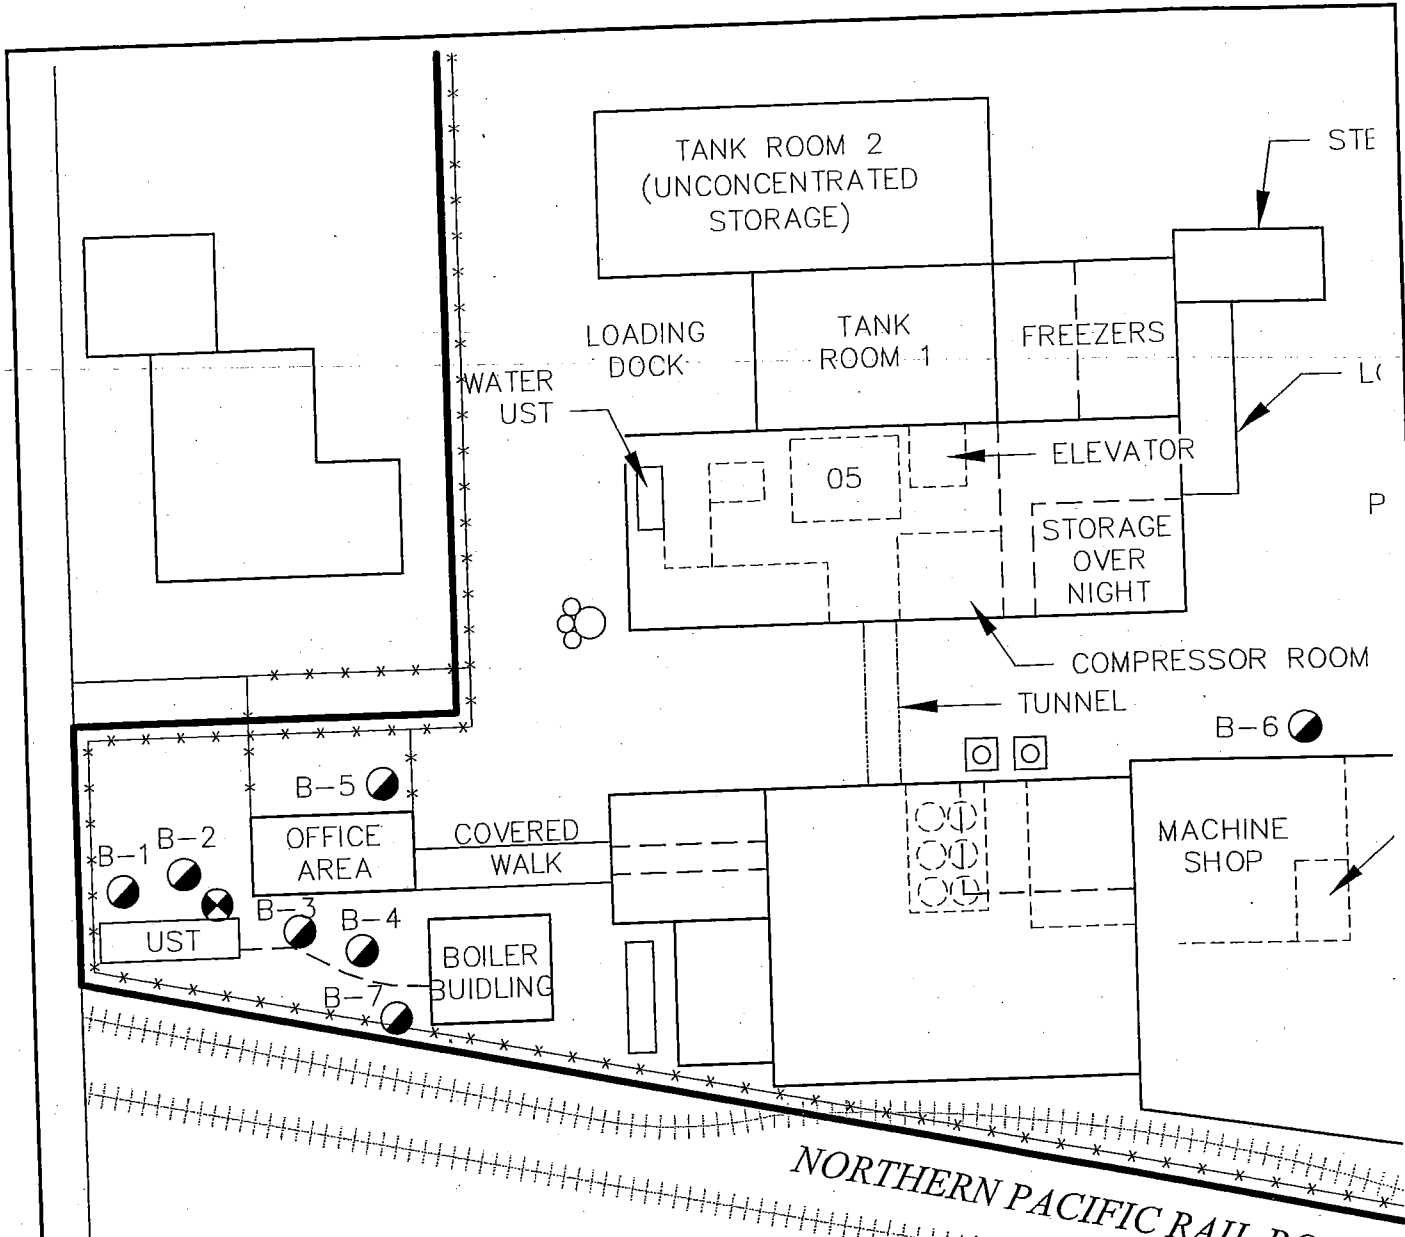 TANK ROOM 2
(UNCONCENTRATED
STORAGE)
STE
LOADING
DOCK
TANK
ROOM 1
FREEZERS
WATER
UST
ELEVATOR
05
P
STORAGE
OVER
NIGHT
COMPRESSOR ROOM
TUNNEL
B-6
B-5
OFFICE
AREA
COVERED
WALK
MACHINE
SHOP
B-1
B-2
B-3
B-4
UST
BOILER
BUIDLING
B-7
NORTHERN PACIFIC RAIL